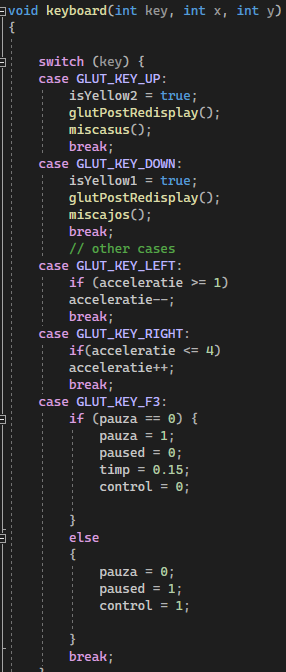 void keyboard(int key, int x, int y)
{
switch (key) {
case GLUT_KEY_UP:
isYellow2 = true;
glutPostRedisplay();
miscasus();
break;
case GLUT_KEY_DOWN:
isYellow1 = true;
glutPostRedisplay();
miscajos();
break;
// other cases
case GLUT_KEY_LEFT:
if (acceleratie >= 1)
acceleratie--;
break;
case GLUT_KEY_RIGHT:
if(acceleratie <= 4)
acceleratie++;
break;
case GLUT_KEY_F3:
if (pauza == 0) {
pauza = 1;
paused = 0;
timp = 0.15;
control = 0;
}
else
{
pauza = 0;
paused = 1;
control = 1;
}
break;